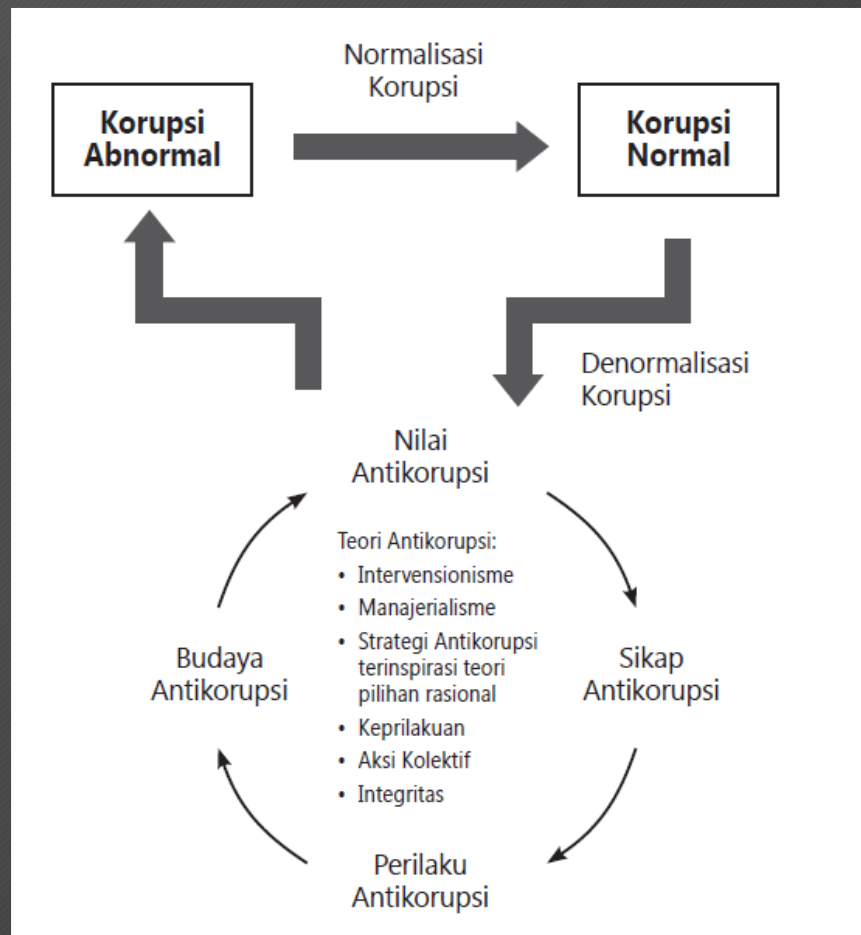 Normalisasi
Korupsi
Korupsi
Abnormal
Korupsi
Normal
Denormalisasi
Korupsi
Nilai
Antikorupsi
Teori Antikorupsi:
• Intervensionisme
• Manajerialisme
• Strategi Antikorupsi
terinspirasi teori
pilihan rasional
• Keprilakuan
• Aksi Kolektif
• Integritas
Budaya
Antikorupsi
Sikap
Antikorupsi
Perilaku
Antikorupsi